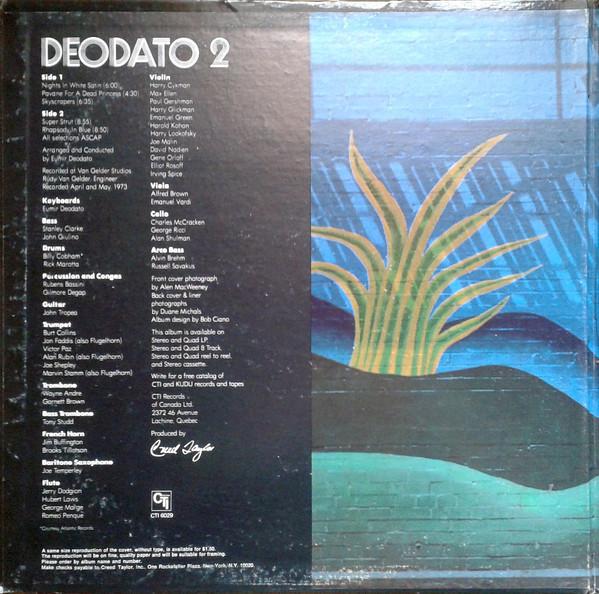 DEODATO 2
Side 1
Nights In White Satin (6:00)
Pavane For A Dead Princess (4:30)
Skyscrapers (6:35)
Side 2
Super Strut (8:55)
Rhapsody In Blue (8:50)
All selections ASCAP
Arranged and Conducted
by Eumir Deodato
Recorded at Van Gelder Studios
Rudy Van Gelder, Engineer
Recorded April and May, 1973
Keyboards
Eumir Deodato
Bass
Stanley Clarke
John Giulino
Drums
Billy Cobham*
Rick Marotta
Percussion and Congas
Rubens Bassini
Gilmore Degap
Guitar
John Tropea
Trumpet
Burt Collins
Jon Faddis (also Flugelhorn)
Victor Paz
Alan Rubin (also Flugelhorn)
Joe Shepley
Marvin Stamm (also Flugelhorn)
Trombone
Wayne Andre
Garnett Brown
Bass Trombone
Tony Studd
French Horn
Jim Buffington
Brooks Tillotson
Baritone Saxophone
Joe Temperley
Flute
Jerry Dodgion
Hubert Laws
George Marge
Romeo Penque
*Courtesy Atlantic Records
Violin
Harry Cykman
Max Ellen
Paul Gershman
Harry Glickman
Emanuel Green
Harold Kohon
Harry Lookofsky
Joe Malin
David Nadien
Gene Orloff
Elliot Rosoff
Irving Spice
Viola
Alfred Brown
Emanuel Vardi
Cello
Charles McCracken
George Ricci
Alan Shulman
Arco Bass
Alvin Brehm
Russell Savakus
Front cover photograph
by Alen MacWeeney
Back cover & liner
photographs
by Duane Michals
Album design by Bob Ciano
This album is available on
Stereo and Quad LP,
Stereo and Quad 8 Track,
Stereo and Quad reel to reel,
and Stereo cassette.
Write for a free catalog of
CTI and KUDU records and tapes
CTI Records
of Canada Ltd.
2372 46 Avenue
Lachine, Quebec
Produced by
Creed Taylor
CTi
CTI 6029
A same size reproduction of the cover, without type, is available for $1.50.
The reproduction will be on fine, quality paper and will be suitable for framing.
Please order by album name and number.
Make checks payable to Creed Taylor, Inc., One Rockefeller Plaza, New York, N.Y. 10020.